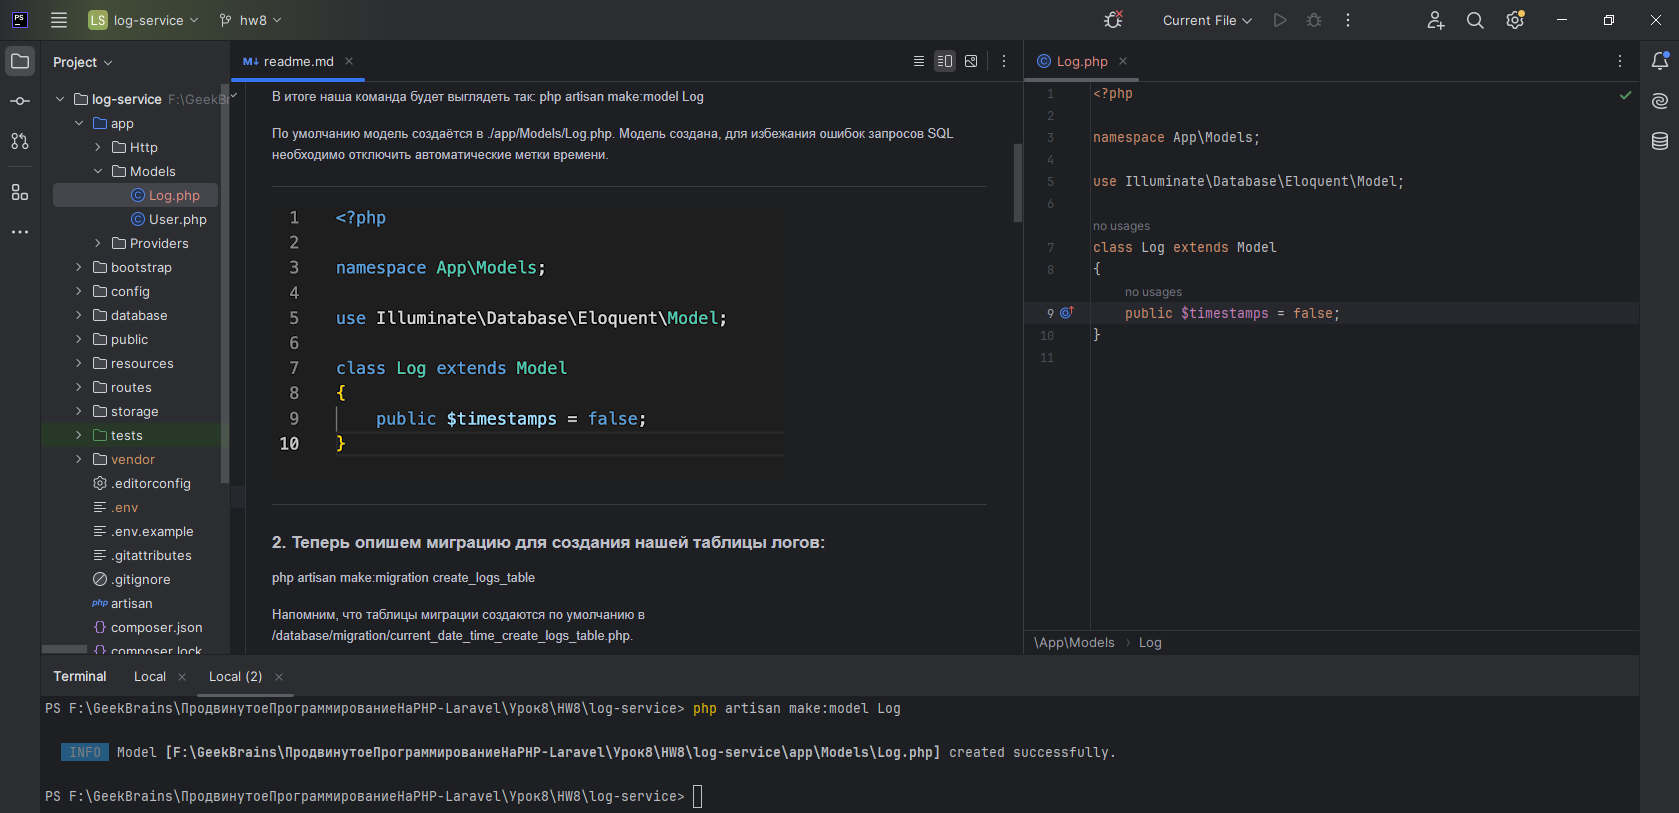 PS
LS log-service
hw8
Current File
Project
log-service F:\GeekBr
app
Http
Models
Log.php
User.php
Providers
bootstrap
config
database
public
resources
routes
storage
tests
vendor
.editorconfig
.env
.env.example
.gitattributes
.gitignore
php artisan
{} composer.json
{} composer.lock
M↓ readme.md
В итоге наша команда будет выглядеть так: php artisan make:model Log
По умолчанию модель создаётся в ./app/Models/Log.php. Модель создана, для избежания ошибок запросов SQL
необходимо отключить автоматические метки времени.
1 <?php
2
3 namespace App\Models;
4
5 use Illuminate\Database\Eloquent\Model;
6
7 class Log extends Model
8 {
9 public $timestamps = false;
10 }
2. Теперь опишем миграцию для создания нашей таблицы логов:
php artisan make:migration create_logs_table
Напомним, что таблицы миграции создаются по умолчанию в
/database/migration/current_date_time_create_logs_table.php.
Log.php
1 <?php
2
3 namespace App\Models;
4
5 use Illuminate\Database\Eloquent\Model;
6
no usages
7 class Log extends Model
8 {
no usages
9 public $timestamps = false;
10 }
11
\App\Models › Log
Terminal Local Local (2)
PS F:\GeekBrains\ПродвинутоеПрограммированиеНаPHP-Laravel\Урок8\HW8\log-service> php artisan make:model Log
INFO Model [F:\GeekBrains\ПродвинутоеПрограммированиеНаPHP-Laravel\Урок8\HW8\log-service\app\Models\Log.php] created successfully.
PS F:\GeekBrains\ПродвинутоеПрограммированиеНаPHP-Laravel\Урок8\HW8\log-service>